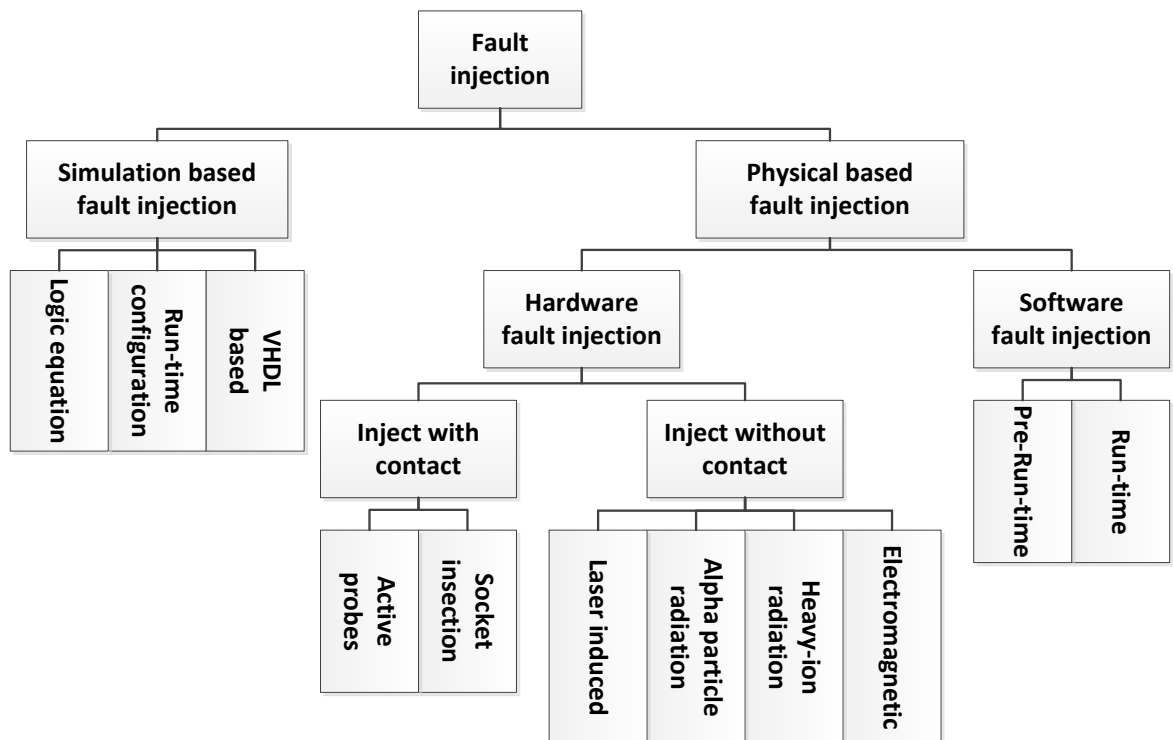 Fault
injection
Simulation based
fault injection
Physical based
fault injection
Logic equation
Run-time
configuration
VHDL
based
Hardware
fault injection
Software
fault injection
Inject with
contact
Inject without
contact
Pre-Run-time
Run-time
Active
probes
Socket
insection
Laser induced
Alpha particle
radiation
Heavy-ion
radiation
Electromagnetic